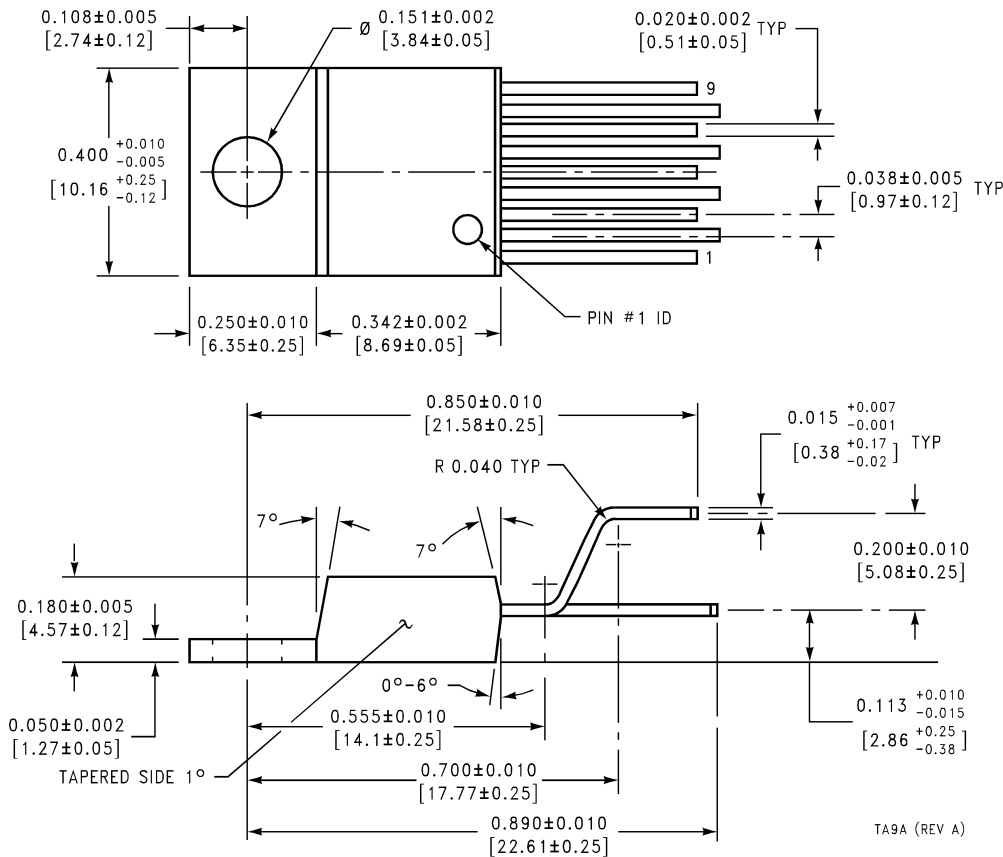 0.108±0.005
[2.74±0.12]
Ø 0.151±0.002
[3.84±0.05]
0.020±0.002
[0.51±0.05] TYP
9
0.400 +0.010 -0.005
[10.16 +0.25 -0.12]
0.038±0.005
[0.97±0.12] TYP
1
PIN #1 ID
0.250±0.010
[6.35±0.25]
0.342±0.002
[8.69±0.05]
0.850±0.010
[21.58±0.25]
0.015 +0.007 -0.001
[0.38 +0.17 -0.02] TYP
R 0.040 TYP
7°
7°
0.200±0.010
[5.08±0.25]
0.180±0.005
[4.57±0.12]
0°-6°
0.050±0.002
[1.27±0.05]
0.555±0.010
[14.1±0.25]
0.113 +0.010 -0.015
[2.86 +0.25 -0.38]
TAPERED SIDE 1°
0.700±0.010
[17.77±0.25]
0.890±0.010
[22.61±0.25]
TA9A (REV A)